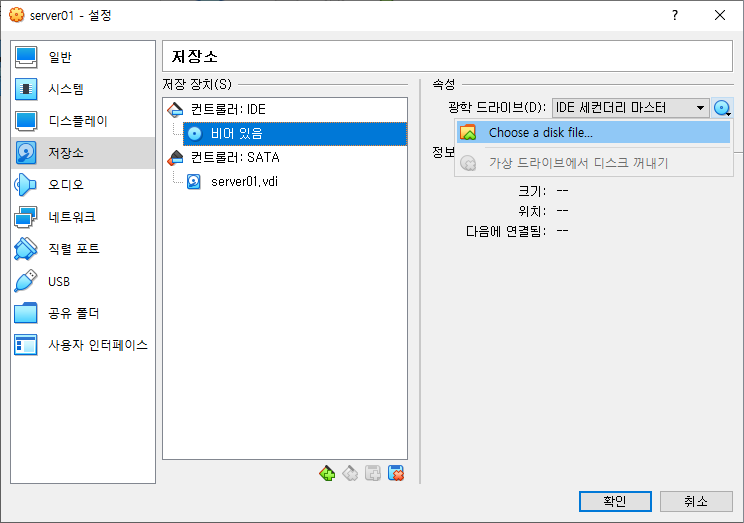 server01 - 설정
?
일반
시스템
디스플레이
저장소
오디오
네트워크
직렬 포트
USB
공유 폴더
사용자 인터페이스
저장소
저장 장치(S)
컨트롤러: IDE
비어 있음
컨트롤러: SATA
server01.vdi
속성
광학 드라이브(D): IDE 세컨더리 마스터
Choose a disk file...
가상 드라이브에서 디스크 꺼내기
정보
크기: --
위치: --
다음에 연결됨: --
확인
취소